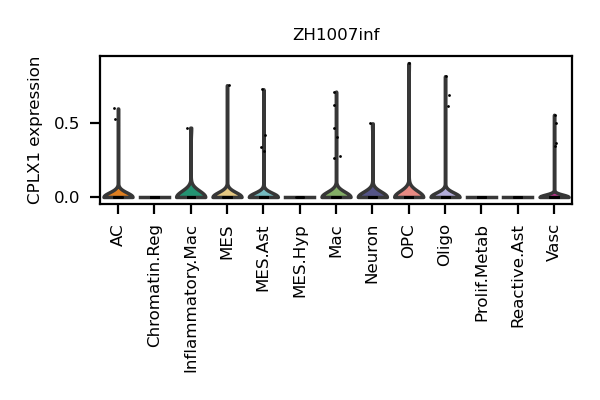 ZH1007inf
CPLX1 expression
0.5
0.0
AC
Chromatin.Reg
Inflammatory.Mac
MES
MES.Ast
MES.Hyp
Mac
Neuron
OPC
Oligo
Prolif.Metab
Reactive.Ast
Vasc